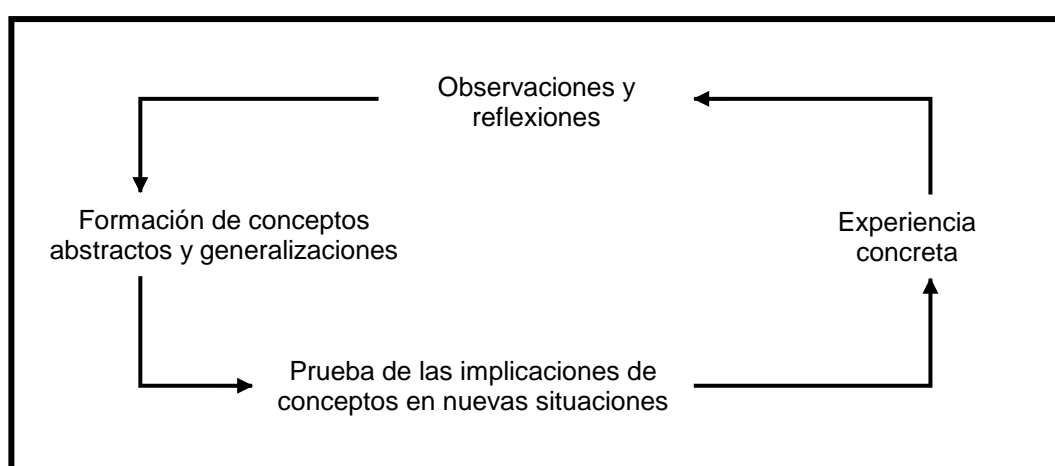 Observaciones y
reflexiones
Formación de conceptos
abstractos y generalizaciones
Experiencia
concreta
Prueba de las implicaciones de
conceptos en nuevas situaciones